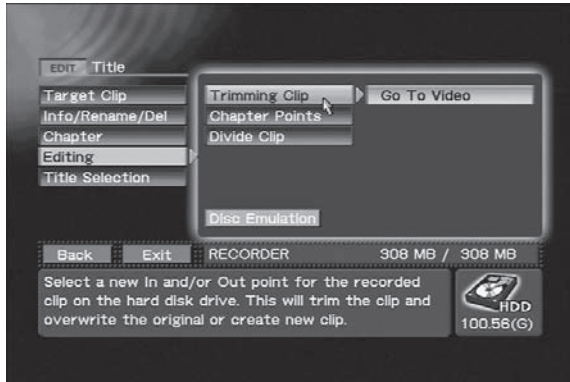 EDIT Title
Target Clip
Info/Rename/Del
Chapter
Editing
Title Selection
Trimming Clip
Go To Video
Chapter Points
Divide Clip
Disc Emulation
Back
Exit
RECORDER
308 MB / 308 MB
Select a new In and/or Out point for the recorded
clip on the hard disk drive. This will trim the clip and
overwrite the original or create new clip.
HDD
100.56(G)